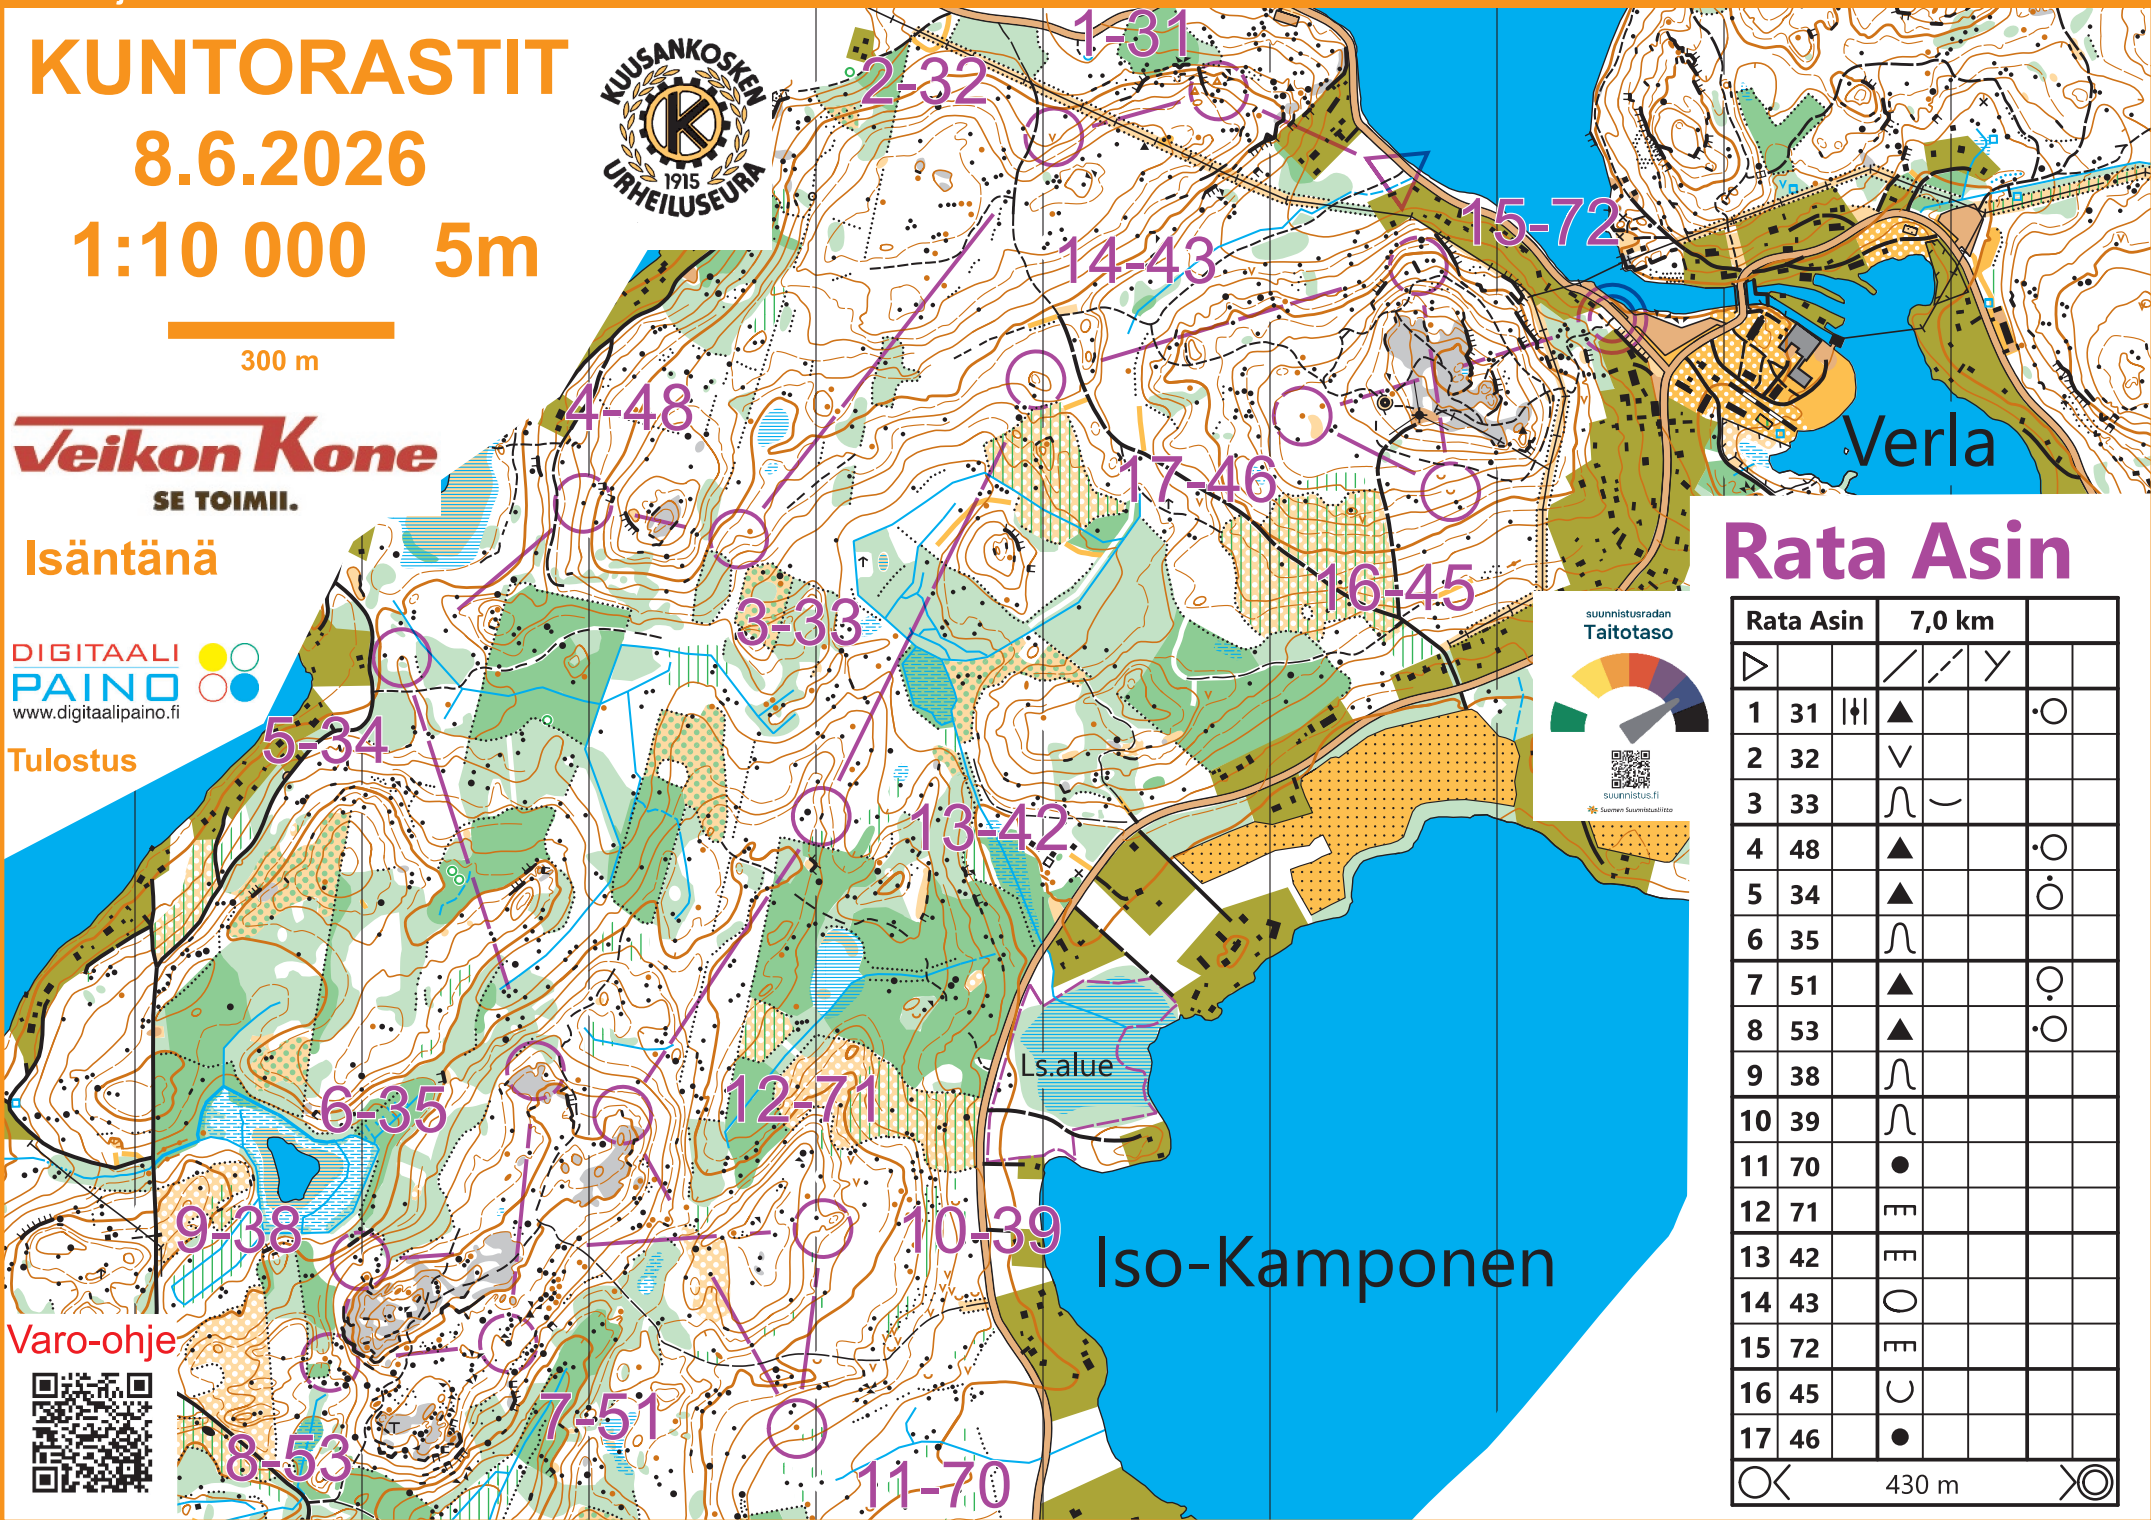 KUNTORASTIT
8.6.2026
1:10 000 5m
300 m
KUUSANKOSKEN
K
1915
URHEILUSEURA
Veikon Kone
SE TOIMII.
Isäntänä
DIGITAALI
PAINO
www.digitaalipaino.fi
Tulostus
Varo-ohje
1-31
2-32
15-72
14-43
4-48
17-46
16-45
3-33
5-34
13-42
6-35
12-71
9-38
10-39
7-51
8-53
11-70
Verla
Ls.alue
Iso-Kamponen
suunnistusradan
Taitotaso
suunnistus.fi
Suomen Suunnistusliitto
Rata Asin
Rata Asin 7,0 km
1 31
2 32
3 33
4 48
5 34
6 35
7 51
8 53
9 38
10 39
11 70
12 71
13 42
14 43
15 72
16 45
17 46
430 m